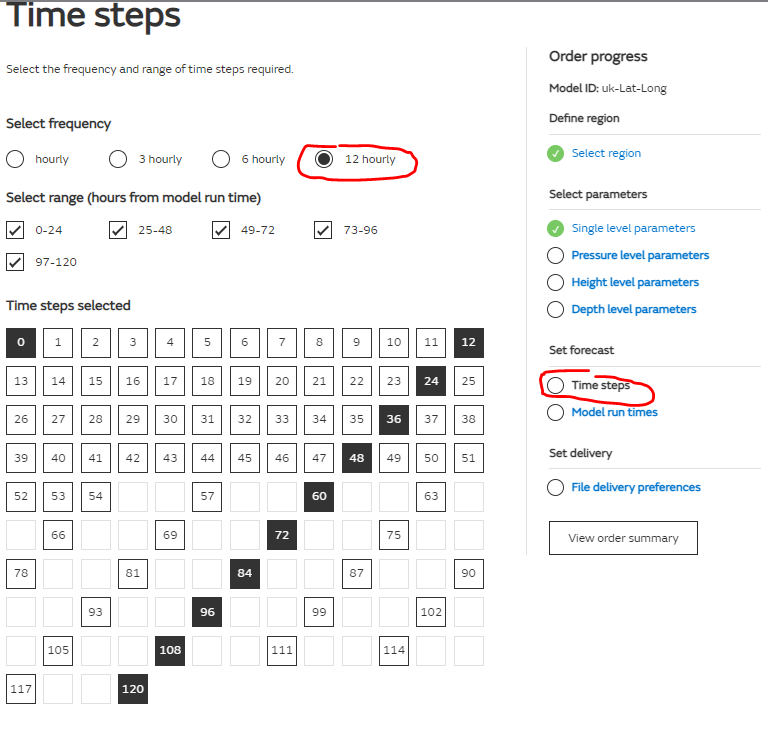 Time steps
Select the frequency and range of time steps required.
Select frequency
hourly 3 hourly 6 hourly 12 hourly
Select range (hours from model run time)
0-24 25-48 49-72 73-96
97-120
Time steps selected
0 1 2 3 4 5 6 7 8 9 10 11 12
13 14 15 16 17 18 19 20 21 22 23 24 25
26 27 28 29 30 31 32 33 34 35 36 37 38
39 40 41 42 43 44 45 46 47 48 49 50 51
52 53 54 57 60 63
66 69 72 75
78 81 84 87 90
93 96 99 102
105 108 111 114
117 120
Order progress
Model ID: uk-Lat-Long
Define region
Select region
Select parameters
Single level parameters
Pressure level parameters
Height level parameters
Depth level parameters
Set forecast
Time steps
Model run times
Set delivery
File delivery preferences
View order summary